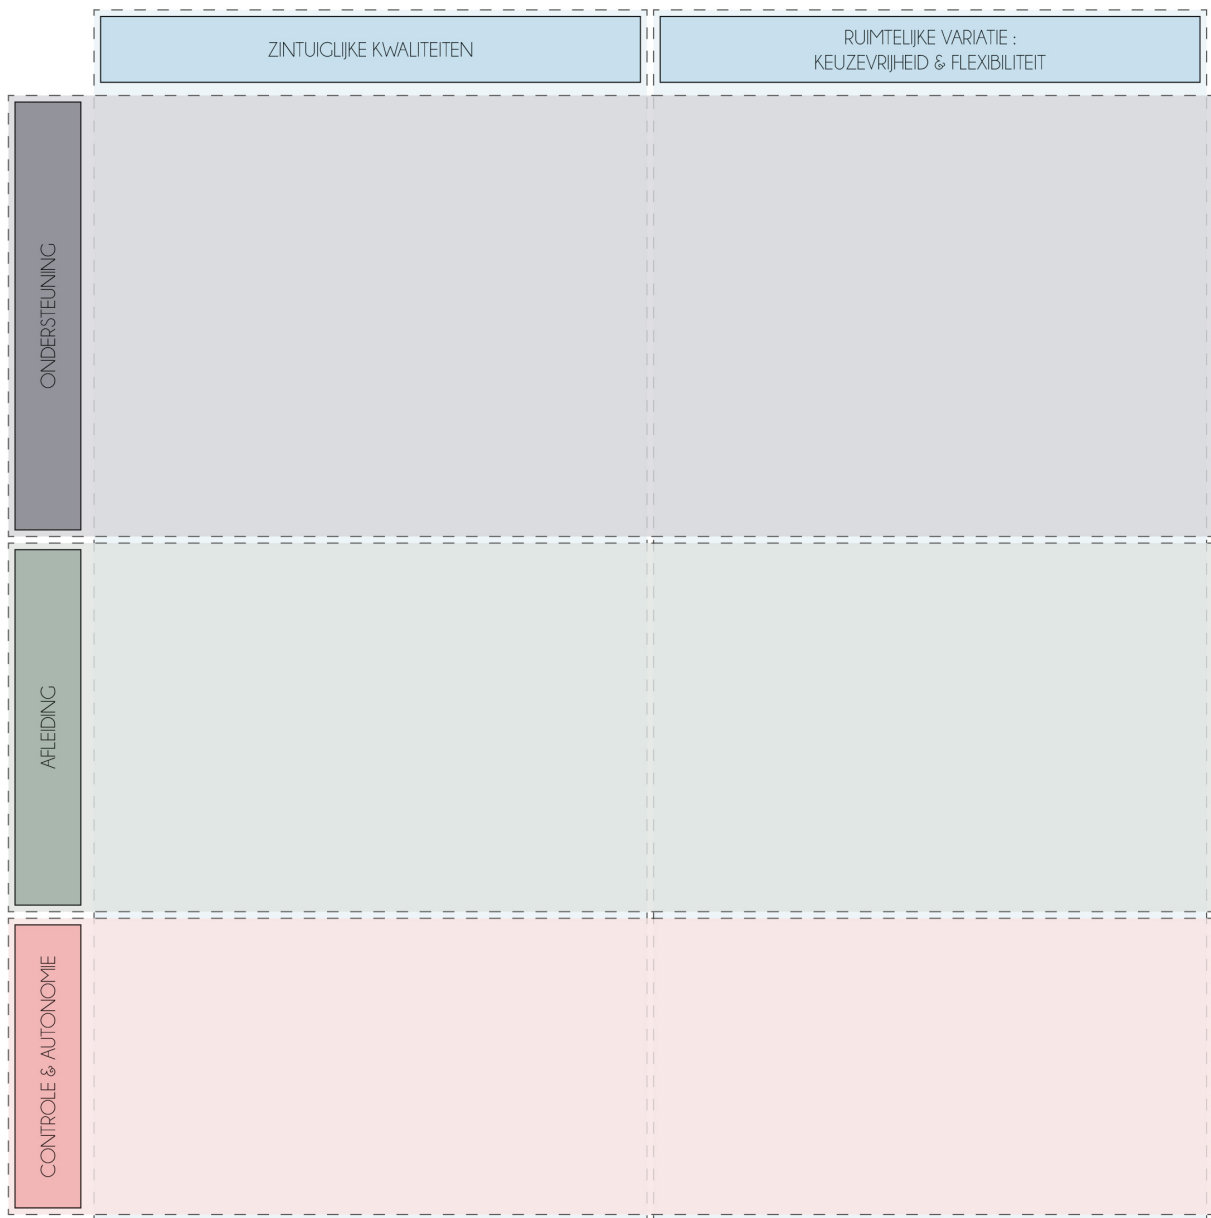 ZINTUIGLIJKE KWALITEITEN
RUIMTELIJKE VARIATIE :
KEUZEVRIJHEID & FLEXIBILITEIT
ONDERSTEUNING
AFLEIDING
CONTROLE & AUTONOMIE